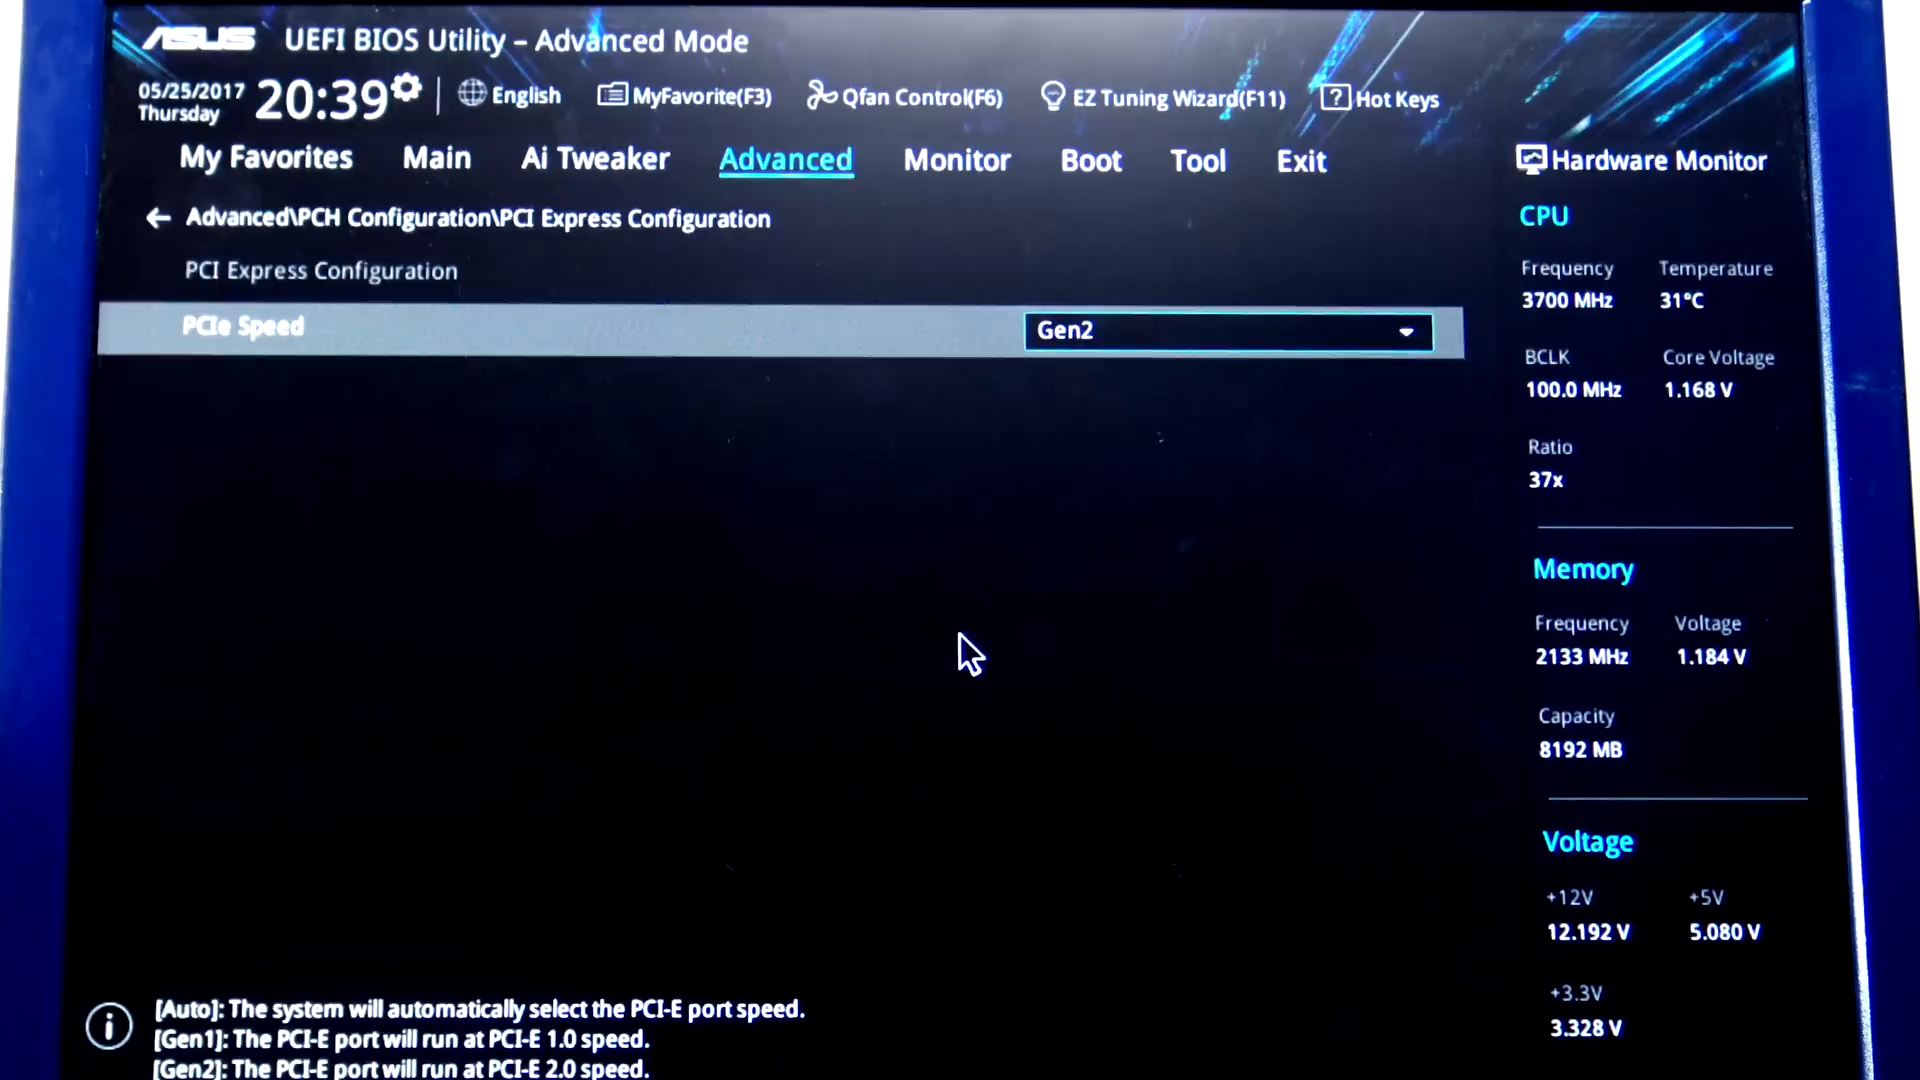 ASUS UEFI BIOS Utility – Advanced Mode
05/25/2017
Thursday
20:39
English
MyFavorite(F3)
Qfan Control(F6)
EZ Tuning Wizard(F11)
? Hot Keys
My Favorites
Main
Ai Tweaker
Advanced
Monitor
Boot
Tool
Exit
Advanced\PCH Configuration\PCI Express Configuration
PCI Express Configuration
PCIe Speed
Gen2
[Auto]: The system will automatically select the PCI-E port speed.
[Gen1]: The PCI-E port will run at PCI-E 1.0 speed.
[Gen2]: The PCI-E port will run at PCI-E 2.0 speed.
Hardware Monitor
CPU
Frequency Temperature
3700 MHz 31°C
BCLK Core Voltage
100.0 MHz 1.168 V
Ratio
37x
Memory
Frequency Voltage
2133 MHz 1.184 V
Capacity
8192 MB
Voltage
+12V +5V
12.192 V 5.080 V
+3.3V
3.328 V